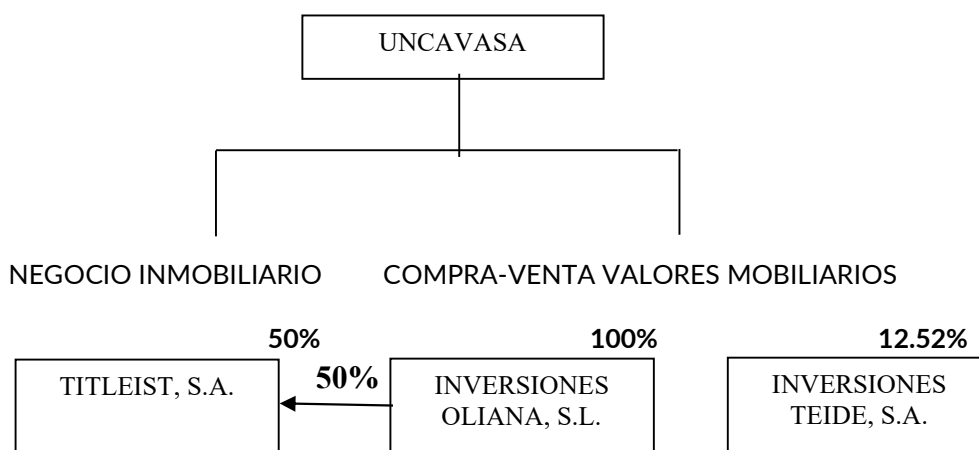 UNCAVASA
NEGOCIO INMOBILIARIO
COMPRA-VENTA VALORES MOBILIARIOS
50%
100%
12.52%
TITLEIST, S.A.
50%
INVERSIONES
OLIANA, S.L.
INVERSIONES
TEIDE, S.A.